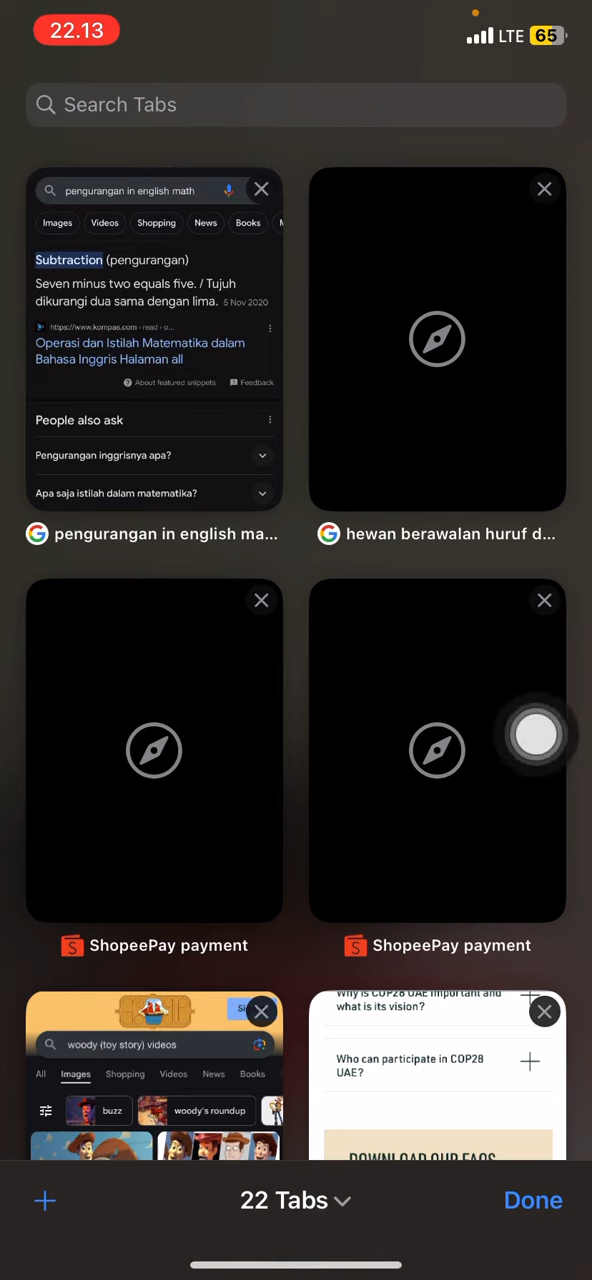 22.13
LTE 65
Search Tabs
pengurangan in english math
Images Videos Shopping News Books
Subtraction (pengurangan)
Seven minus two equals five. / Tujuh
dikurangi dua sama dengan lima. 5 Nov 2020
https://www.kompas.com › read › o...
Operasi dan Istilah Matematika dalam
Bahasa Inggris Halaman all
About featured snippets Feedback
People also ask
Pengurangan inggrisnya apa?
Apa saja istilah dalam matematika?
pengurangan in english ma...
hewan berawalan huruf d...
ShopeePay payment
ShopeePay payment
woody (toy story) videos
All Images Shopping Videos News Books
buzz woody's roundup
Why is COP28 UAE important and
what is its vision?
Who can participate in COP28
UAE?
DOWNLOAD OUR FAQS
22 Tabs
Done